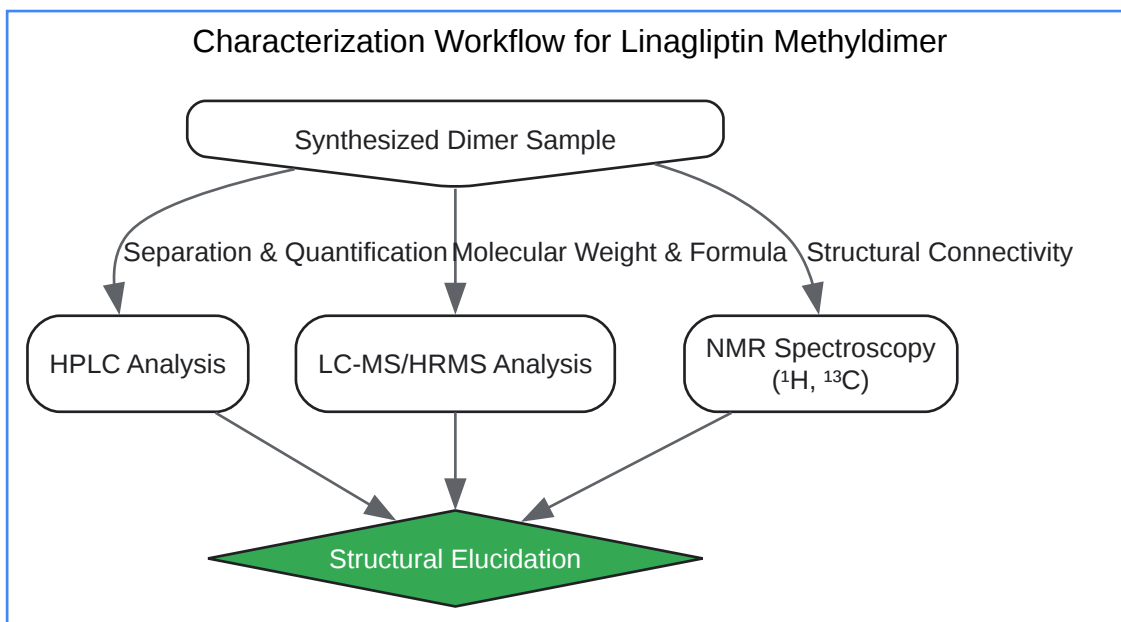 Characterization Workflow for Linagliptin Methyldimer
Synthesized Dimer Sample
Separation & Quantification
Molecular Weight & Formula
Structural Connectivity
HPLC Analysis
LC-MS/HRMS Analysis
NMR Spectroscopy
(¹H, ¹³C)
Structural Elucidation